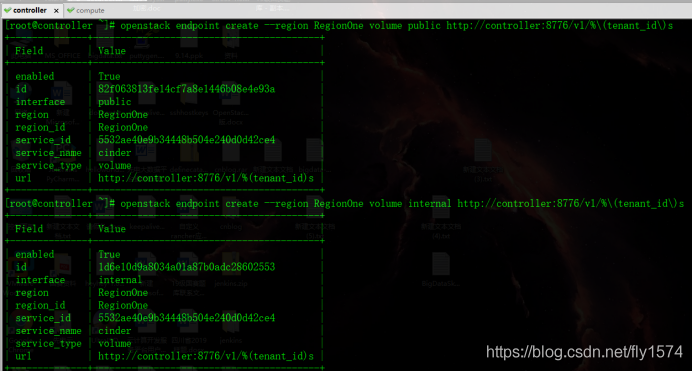 controller × compute
[root@controller ~]# openstack endpoint create --region RegionOne volume public http://controller:8776/v1/%\(tenant_id\)s
Field | Value
enabled | True
id | 82f063813fe14cf7a8e1446b08e4e93a
interface | public
region | RegionOne
region_id | RegionOne
service_id | 5532ae40e9b34448b504e240d0d42ce4
service_name | cinder
service_type | volume
url | http://controller:8776/v1/%(tenant_id)s
[root@controller ~]# openstack endpoint create --region RegionOne volume internal http://controller:8776/v1/%\(tenant_id\)s
Field | Value
enabled | True
id | 1d6e10d9a8034a01a87b0adc28602553
interface | internal
region | RegionOne
region_id | RegionOne
service_id | 5532ae40e9b34448b504e240d0d42ce4
service_name | cinder
service_type | volume
url | http://controller:8776/v1/%(tenant_id)s
https://blog.csdn.net/fly1574